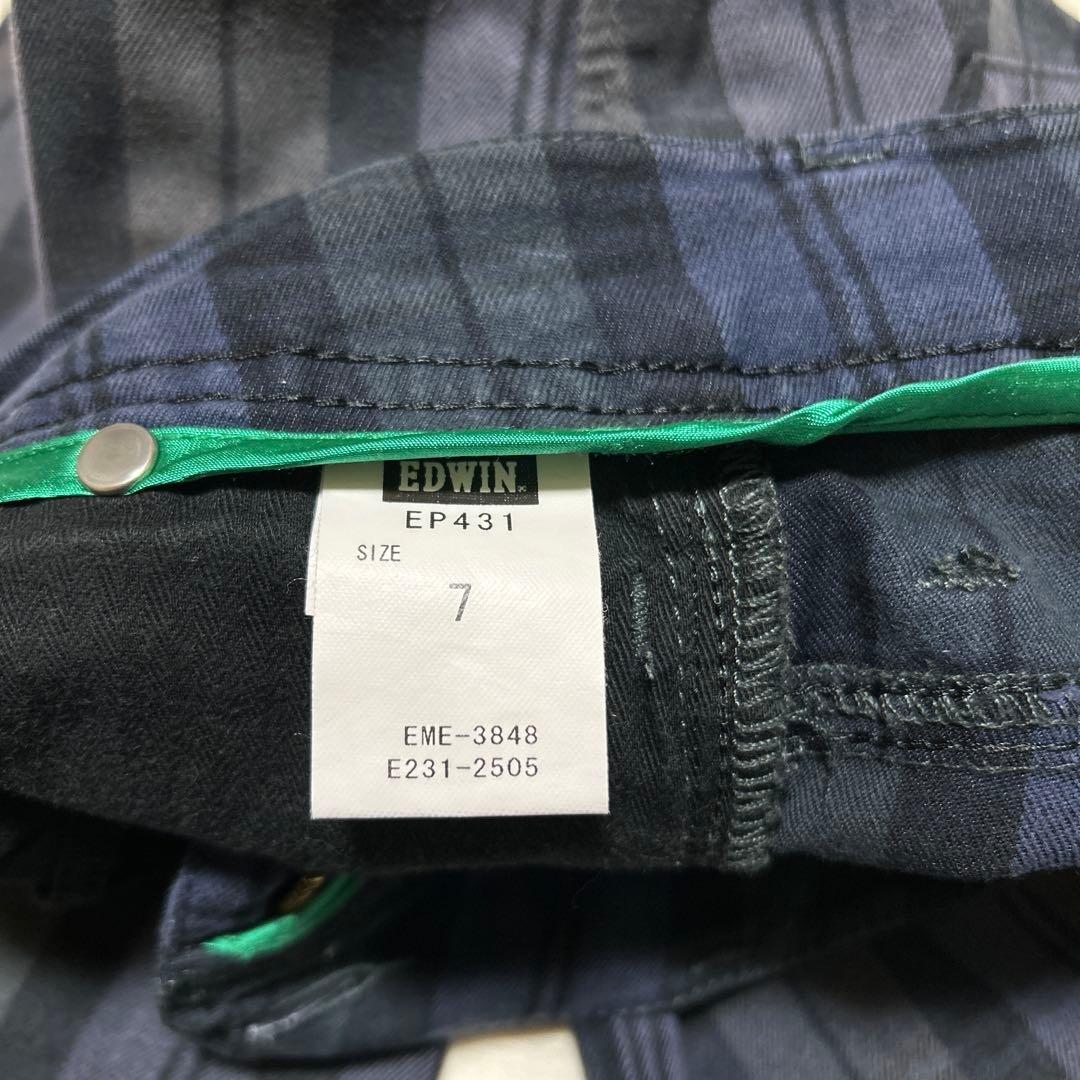 EDWIN.
EP431
SIZE
7
EME-3848
E231-2505